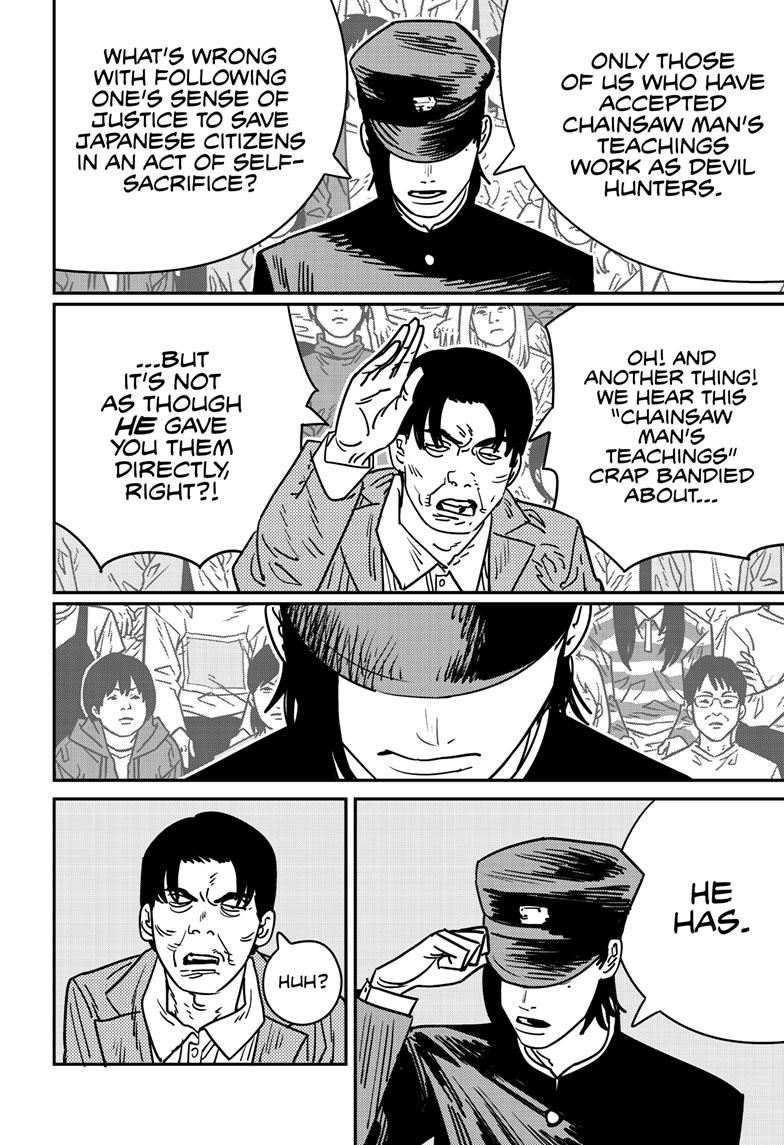 ONLY THOSE
OF US WHO HAVE
ACCEPTED
CHAINSAW MAN'S
TEACHINGS
WORK AS DEVIL
HUNTERS.
WHAT'S WRONG
WITH FOLLOWING
ONE'S SENSE OF
JUSTICE TO SAVE
JAPANESE CITIZENS
IN AN ACT OF SELF-
SACRIFICE?
OH! AND
ANOTHER THING!
WE HEAR THIS
"CHAINSAW
MAN'S
TEACHINGS"
CRAP BANDIED
ABOUT...
...BUT
IT'S NOT
AS THOUGH
HE GAVE
YOU THEM
DIRECTLY,
RIGHT?!
HE
HAS.
HUH?